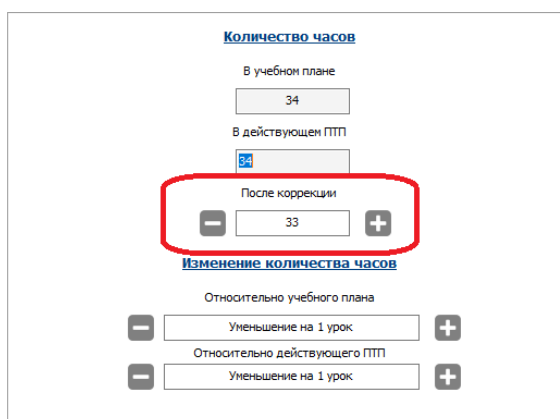 Количество часов
В учебном плане
34
В действующем ПТП
34
После коррекции
33
Изменение количества часов
Относительно учебного плана
Уменьшение на 1 урок
Относительно действующего ПТП
Уменьшение на 1 урок